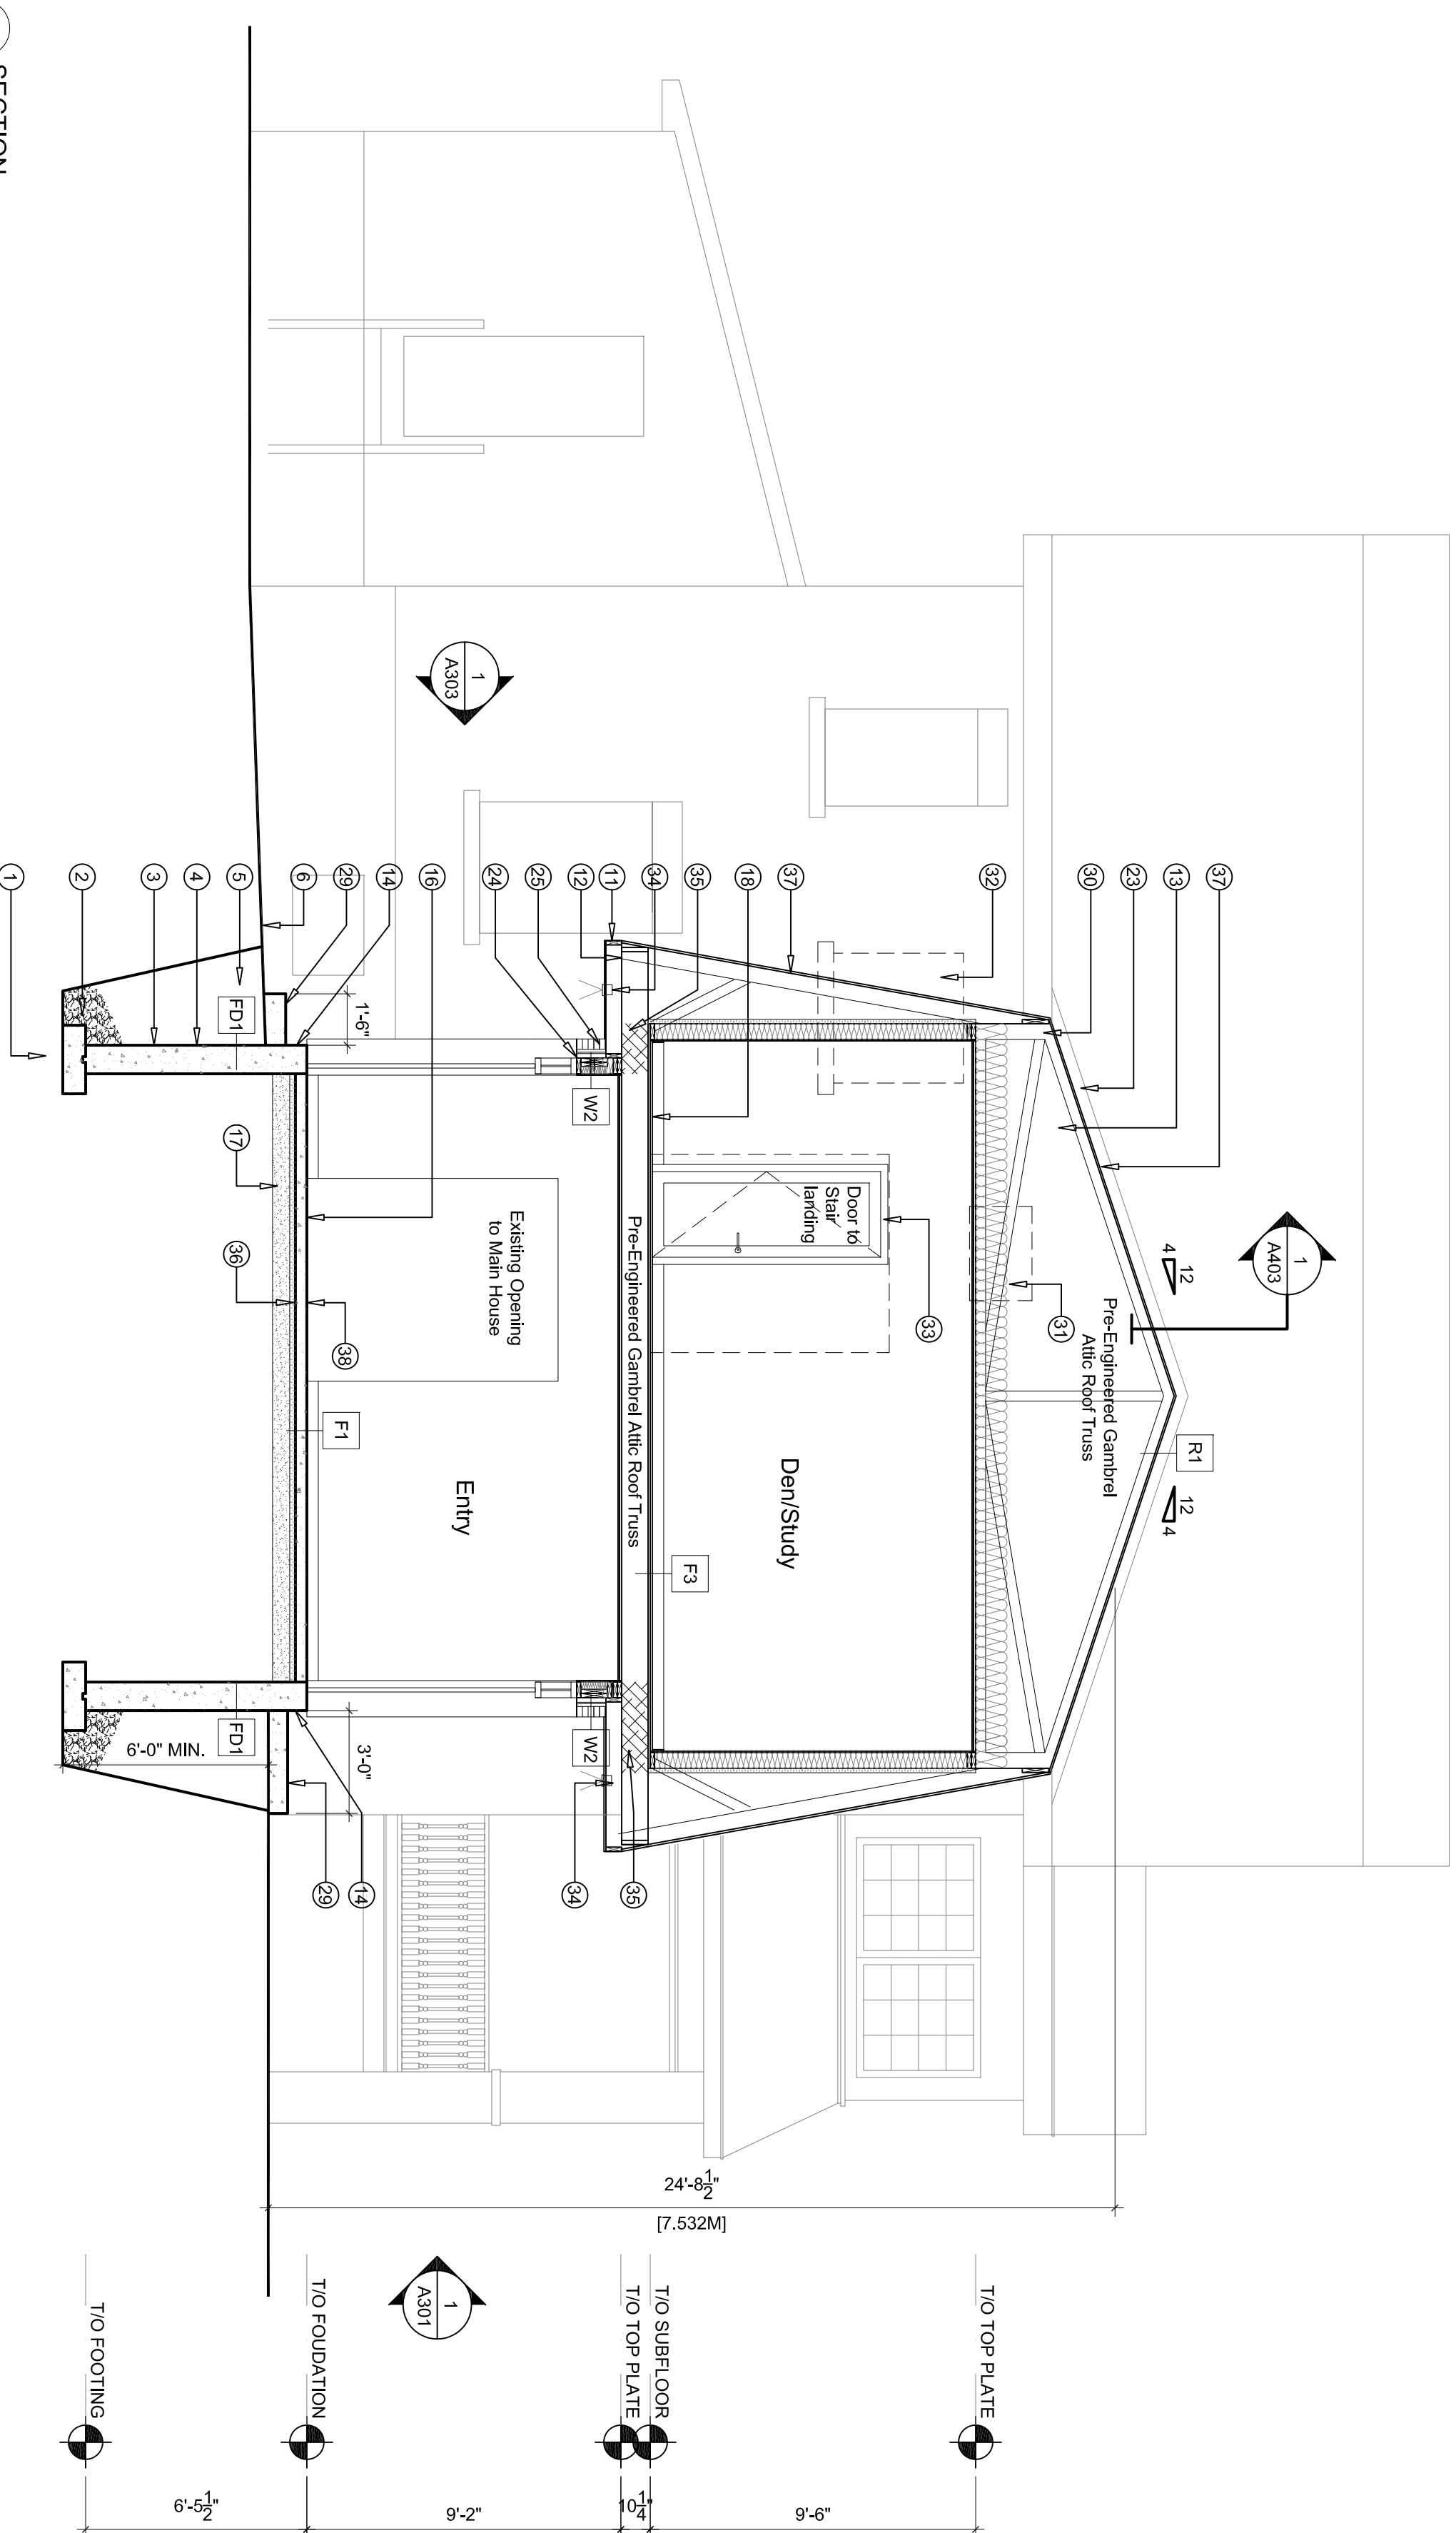 SECTION
1
A303
1
A403
1
A301
37
13
23
30
32
37
18
35
34
11
12
25
24
16
14
29
6
5
4
3
2
1
4
12
12
4
Pre-Engineered Gambrel
Attic Roof Truss
R1
31
33
Door to
Stair
landing
Den/Study
F3
Pre-Engineered Gambrel Attic Roof Truss
W2
W2
34
35
Existing Opening
to Main House
Entry
38
F1
17
36
1'-6"
FD1
FD1
3'-0"
6'-0" MIN.
14
29
24'-8 1/2"
[7.532M]
T/O TOP PLATE
T/O SUBFLOOR
T/O TOP PLATE
T/O FOUDATION
T/O FOOTING
9'-6"
10 1/4"
9'-2"
6'-5 1/2"